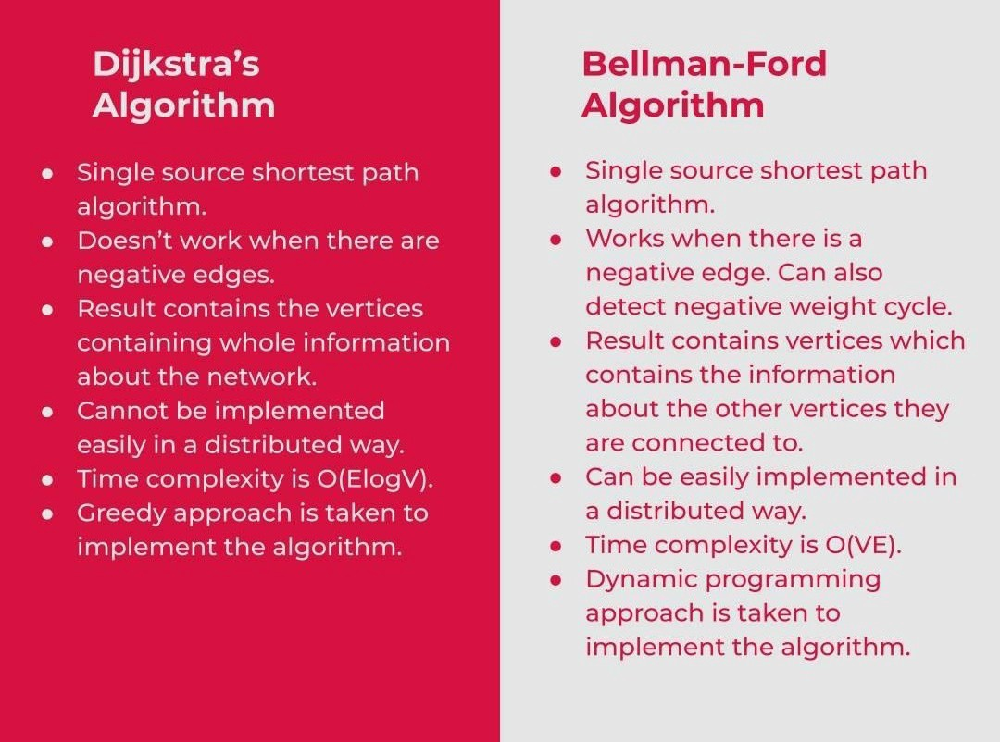 Dijkstra’s
Algorithm
● Single source shortest path
algorithm.
● Doesn’t work when there are
negative edges.
● Result contains the vertices
containing whole information
about the network.
● Cannot be implemented
easily in a distributed way.
● Time complexity is O(ElogV).
● Greedy approach is taken to
implement the algorithm.
Bellman-Ford
Algorithm
● Single source shortest path
algorithm.
● Works when there is a
negative edge. Can also
detect negative weight cycle.
● Result contains vertices which
contains the information
about the other vertices they
are connected to.
● Can be easily implemented in
a distributed way.
● Time complexity is O(VE).
● Dynamic programming
approach is taken to
implement the algorithm.